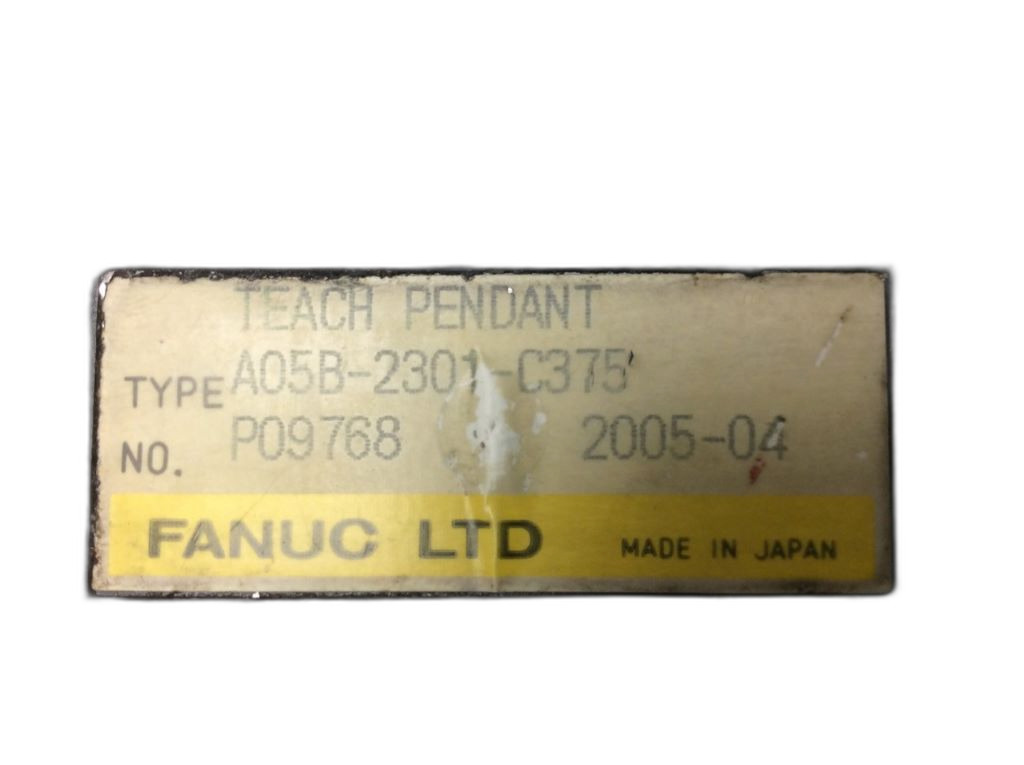 TEACH PENDANT
TYPE A05B-2301-C375
NO. P09768 2005-04
FANUC LTD MADE IN JAPAN